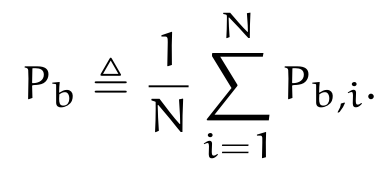 P_b ≜ \frac{1}{N} \sum_{i=1}^{N} P_{b,i}.